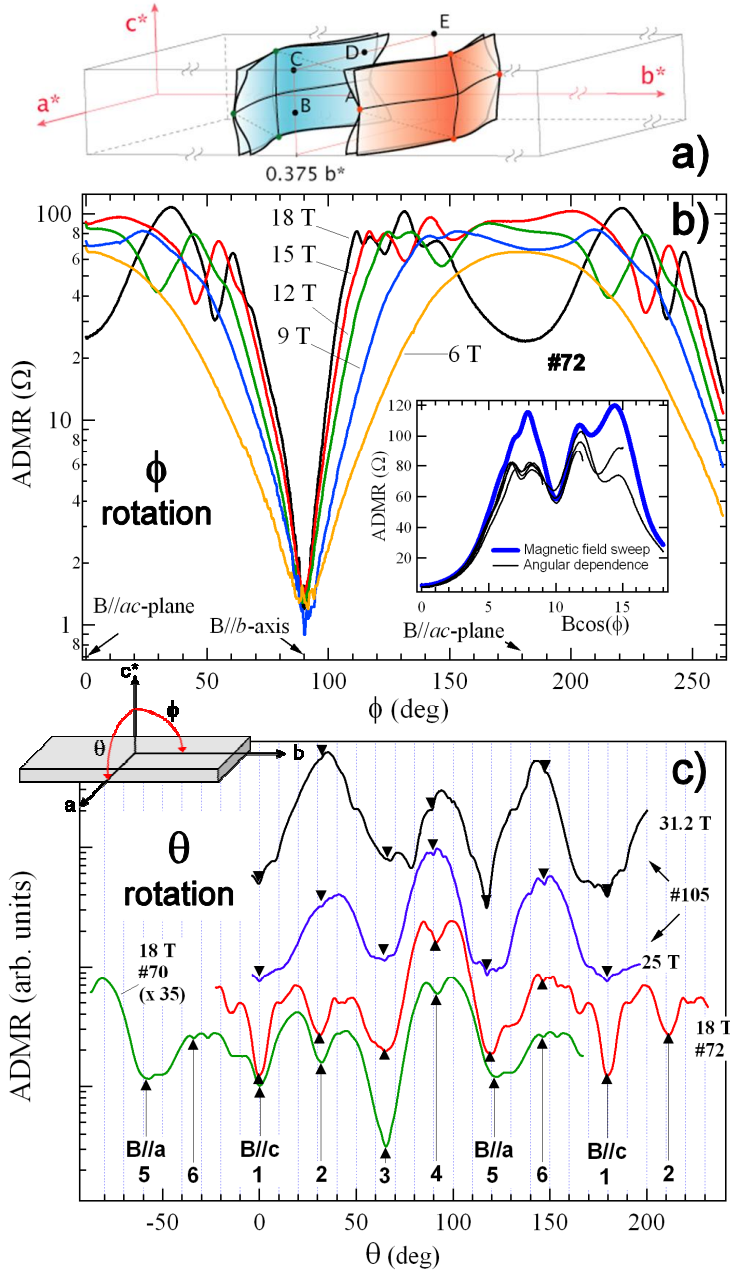 c*
E
D
C
b*
a*
A
B
0.375 b*
a)
b)
100
8
6
4
2
10
8
6
4
2
1
8
ADMR (Ω)
18 T
15 T
12 T
9 T
6 T
#72
ϕ
rotation
120
100
80
60
40
20
ADMR (Ω)
Magnetic field sweep
Angular dependence
0
5
10
15
Bcos(ϕ)
B//ac-plane
B//b-axis
B//ac-plane
0
50
100
150
200
250
ϕ (deg)
c*
ϕ
θ
b
a
c)
θ
rotation
31.2 T
#105
25 T
18 T
#70
(x 35)
18 T
#72
ADMR (arb. units)
B//a
B//c
B//a
B//c
5
6
1
2
3
4
5
6
1
2
-50
0
50
100
150
200
θ (deg)